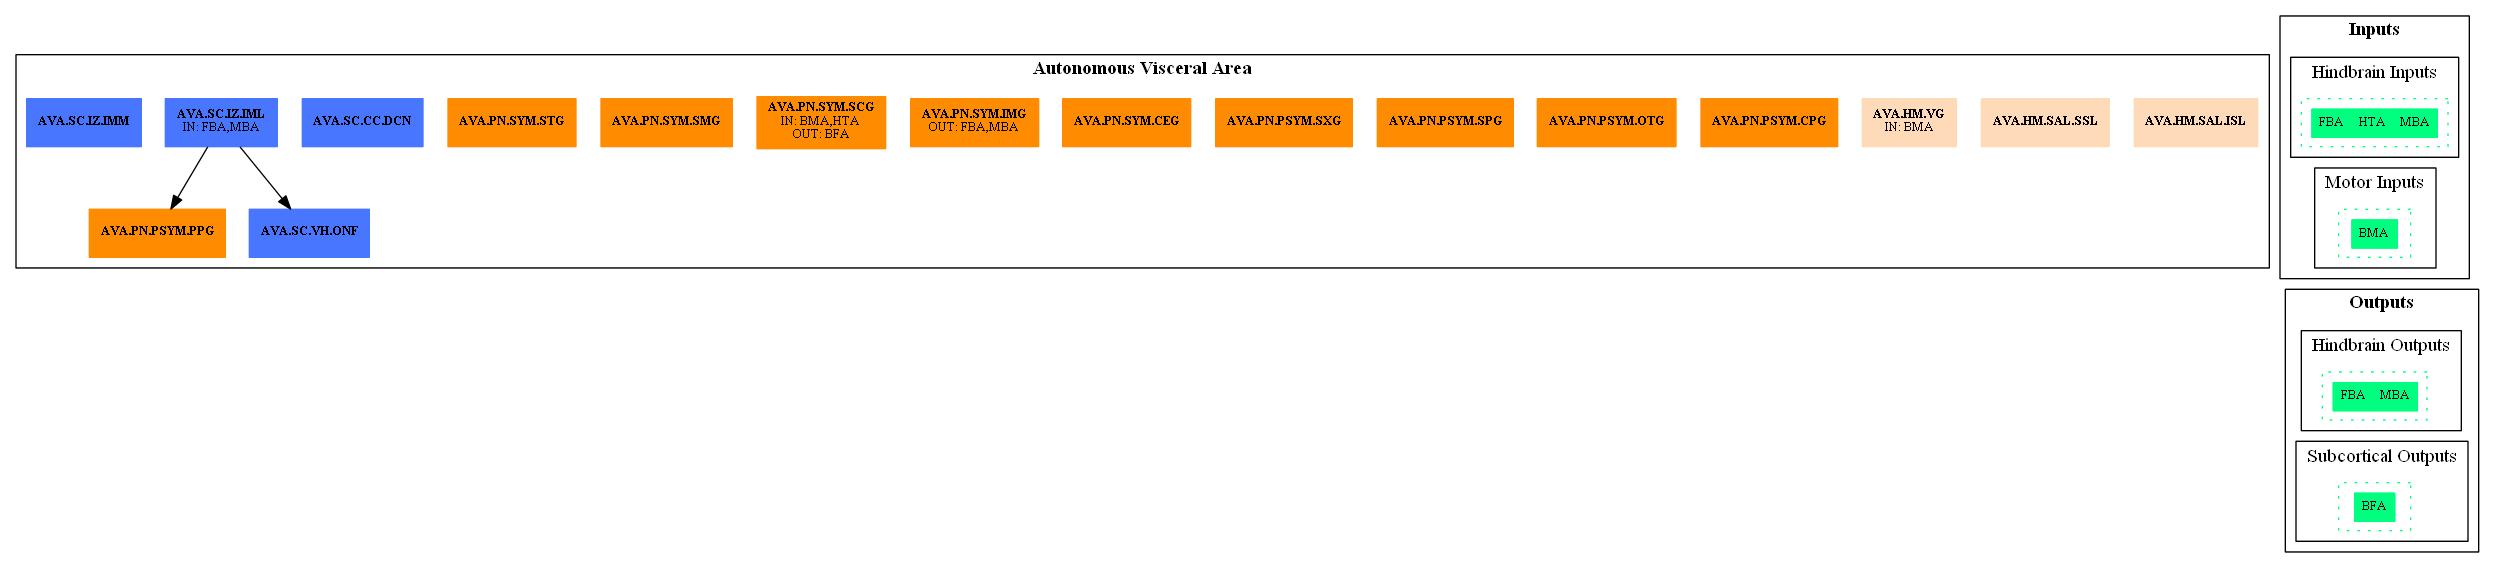 Autonomous Visceral Area
AVA.SC.IZ.IMM
AVA.SC.IZ.IML
IN: FBA,MBA
AVA.SC.CC.DCN
AVA.PN.SYM.STG
AVA.PN.SYM.SMG
AVA.PN.SYM.SCG
IN: BMA,HTA
OUT: BFA
AVA.PN.SYM.IMG
OUT: FBA,MBA
AVA.PN.SYM.CEG
AVA.PN.PSYM.SXG
AVA.PN.PSYM.SPG
AVA.PN.PSYM.OTG
AVA.PN.PSYM.CPG
AVA.HM.VG
IN: BMA
AVA.HM.SAL.SSL
AVA.HM.SAL.ISL
AVA.PN.PSYM.PPG
AVA.SC.VH.ONF
Inputs
Hindbrain Inputs
FBA HTA MBA
Motor Inputs
BMA
Outputs
Hindbrain Outputs
FBA MBA
Subcortical Outputs
BFA